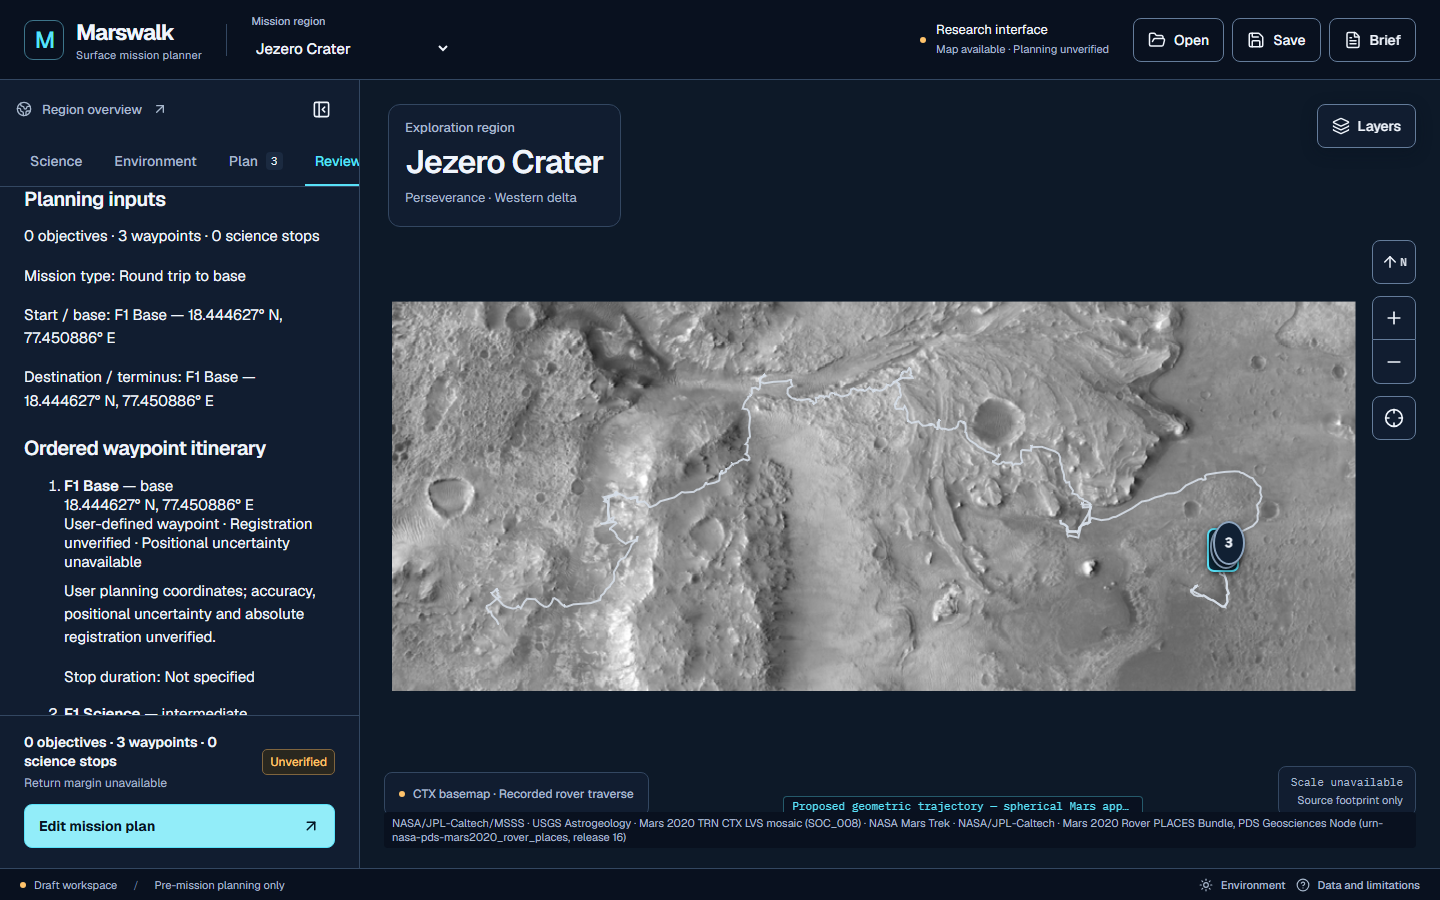 M
Marswalk
Surface mission planner
Mission region
Jezero Crater
Research interface
Map available · Planning unverified
Open
Save
Brief
Region overview
Science
Environment
Plan 3
Review
Planning inputs
0 objectives · 3 waypoints · 0 science stops
Mission type: Round trip to base
Start / base: F1 Base — 18.444627° N,
77.450886° E
Destination / terminus: F1 Base —
18.444627° N, 77.450886° E
Ordered waypoint itinerary
1. F1 Base — base
18.444627° N, 77.450886° E
User-defined waypoint · Registration
unverified · Positional uncertainty
unavailable
User planning coordinates; accuracy,
positional uncertainty and absolute
registration unverified.
Stop duration: Not specified
2. F1 Science — intermediate
0 objectives · 3 waypoints · 0
science stops
Return margin unavailable
Unverified
Edit mission plan
Exploration region
Jezero Crater
Perseverance · Western delta
Layers
N
3
CTX basemap · Recorded rover traverse
Proposed geometric trajectory — spherical Mars app…
Scale unavailable
Source footprint only
NASA/JPL-Caltech/MSSS · USGS Astrogeology · Mars 2020 TRN CTX LVS mosaic (SOC_008) · NASA Mars Trek · NASA/JPL-Caltech · Mars 2020 Rover PLACES Bundle, PDS Geosciences Node (urn-
nasa-pds-mars2020_rover_places, release 16)
Draft workspace / Pre-mission planning only
Environment
Data and limitations